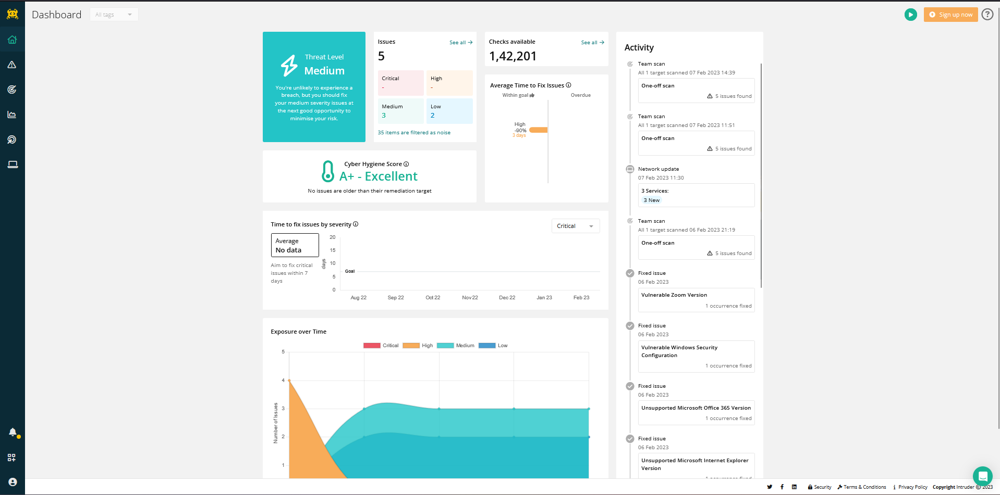 Dashboard
All tags
Sign up now
Threat Level
Medium
You're unlikely to experience a
breach, but you should fix
your medium severity issues at
the next good opportunity to
minimise your risk.
Issues
See all →
5
Critical
-
High
-
Medium
3
Low
2
35 items are filtered as noise
Checks available
See all →
1,42,201
Average Time to Fix Issues
Within goal
Overdue
High
-90%
3 days
Cyber Hygiene Score
A+ - Excellent
No issues are older than their remediation target
Time to fix issues by severity
Critical
Average
No data
Aim to fix critical
issues within 7
days
days
20
15
10
5
0
Goal
Aug 22
Sep 22
Oct 22
Nov 22
Dec 22
Jan 23
Feb 23
Exposure over Time
Critical
High
Medium
Low
Number of Issues
5
4
3
2
1
Activity
Team scan
All 1 target scanned 07 Feb 2023 14:39
One-off scan
5 issues found
Team scan
All 1 target scanned 07 Feb 2023 11:51
One-off scan
5 issues found
Network update
07 Feb 2023 11:30
3 Services:
3 New
Team scan
All 1 target scanned 06 Feb 2023 21:19
One-off scan
5 issues found
Fixed issue
06 Feb 2023
Vulnerable Zoom Version
1 occurrence fixed
Fixed issue
06 Feb 2023
Vulnerable Windows Security
Configuration
1 occurrence fixed
Fixed issue
06 Feb 2023
Unsupported Microsoft Office 365 Version
1 occurrence fixed
Fixed issue
06 Feb 2023
Unsupported Microsoft Internet Explorer
Version
Security
Terms & Conditions
Privacy Policy
Copyright Intruder © 2023